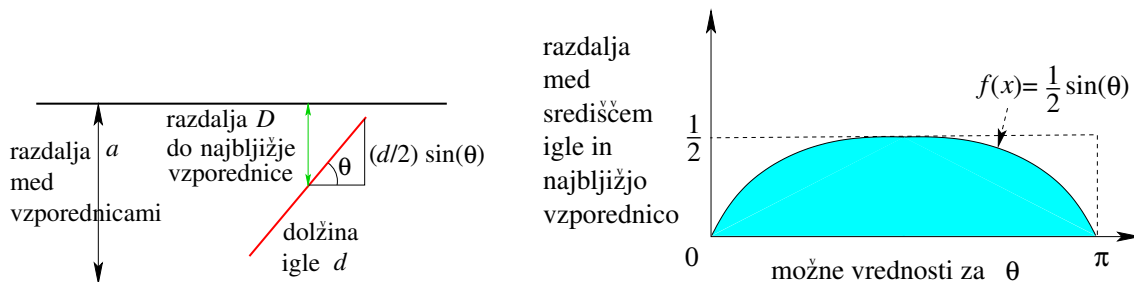 razdalja
med
vzporednicami
a
razdalja D
do najbližje
vzporednice
θ
(d/2) sin(θ)
dolžina
igle d
razdalja
med
središčem
igle in
najbližjo
vzporednico
1/2
f(x)= 1/2 sin(θ)
0
π
možne vrednosti za θ